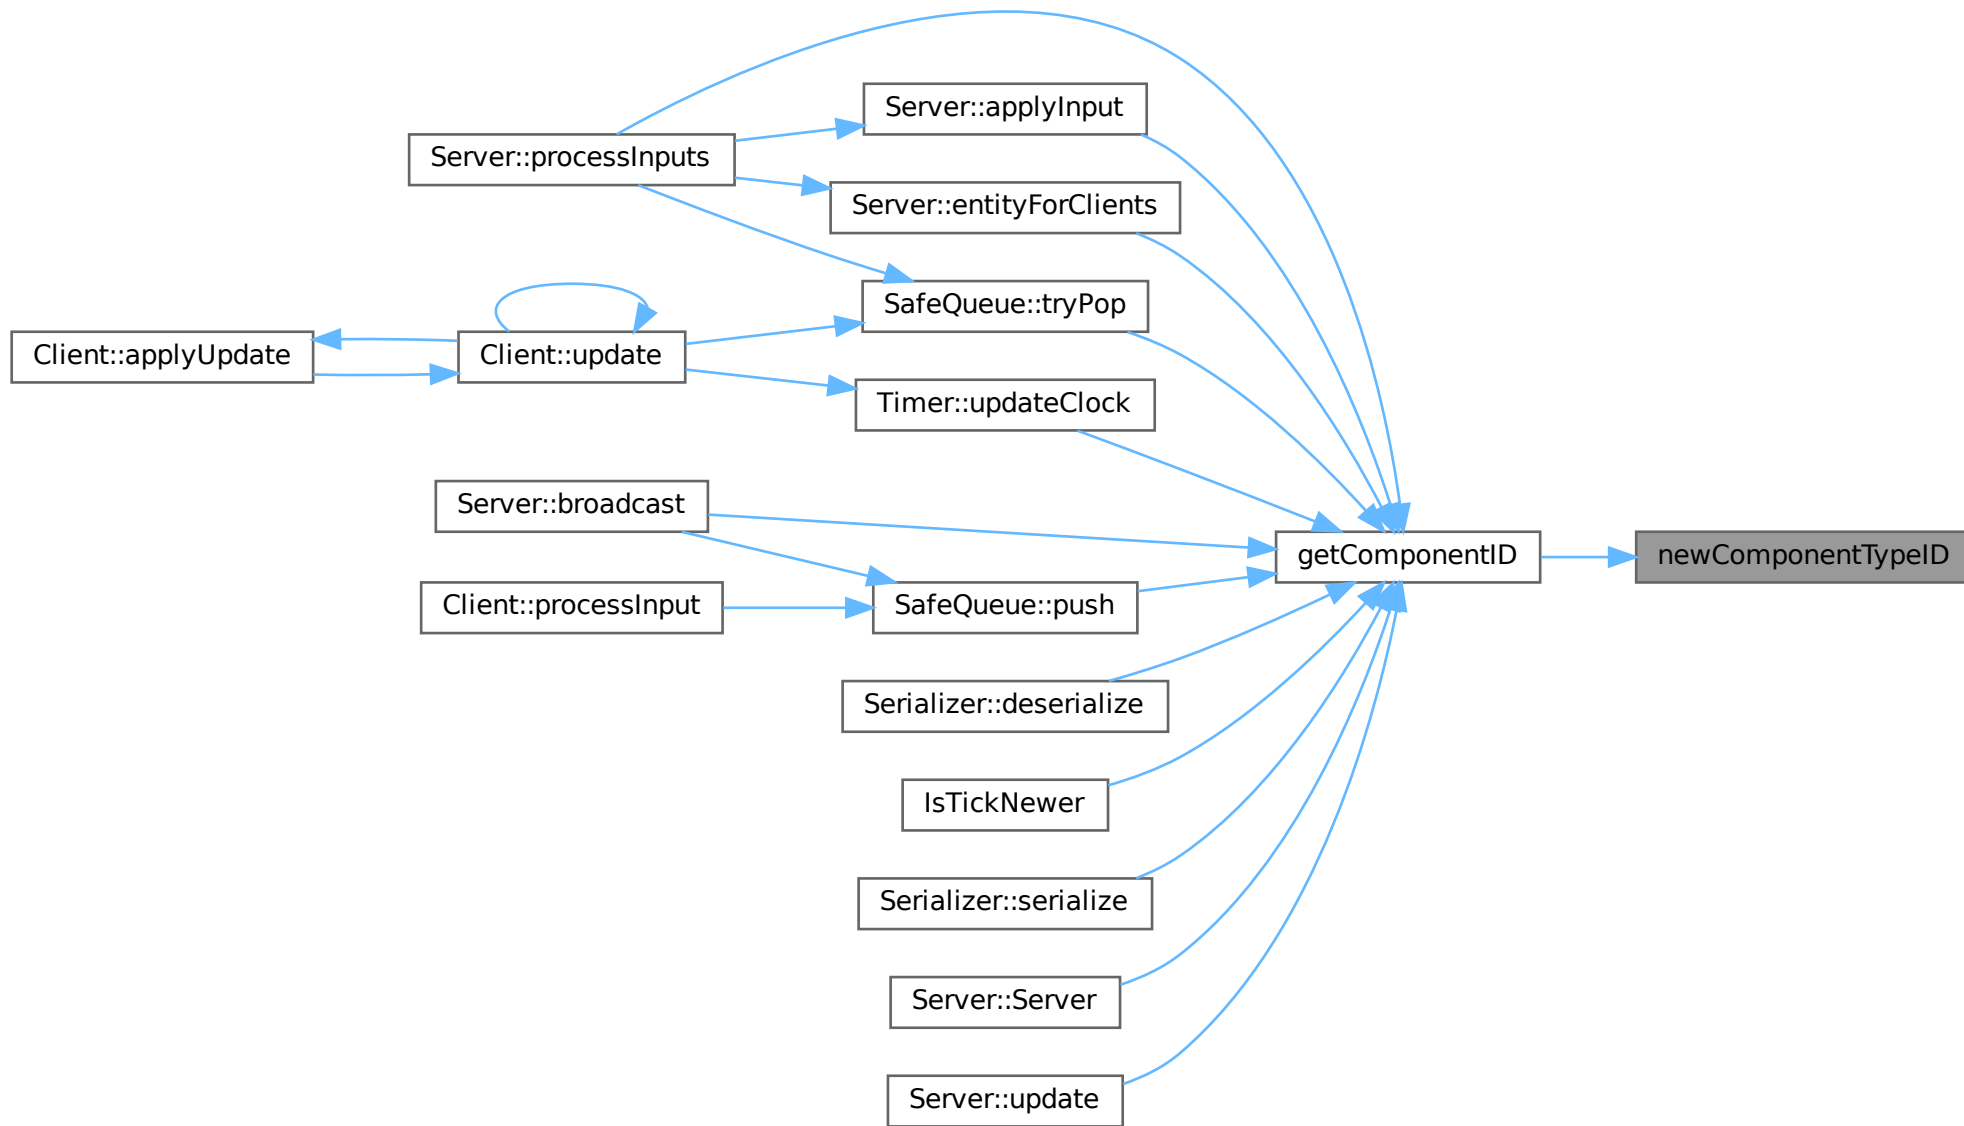 Server::applyInput
Server::processInputs
Server::entityForClients
SafeQueue::tryPop
Client::applyUpdate
Client::update
Timer::updateClock
Server::broadcast
getComponentID
newComponentTypeID
Client::processInput
SafeQueue::push
Serializer::deserialize
IsTickNewer
Serializer::serialize
Server::Server
Server::update